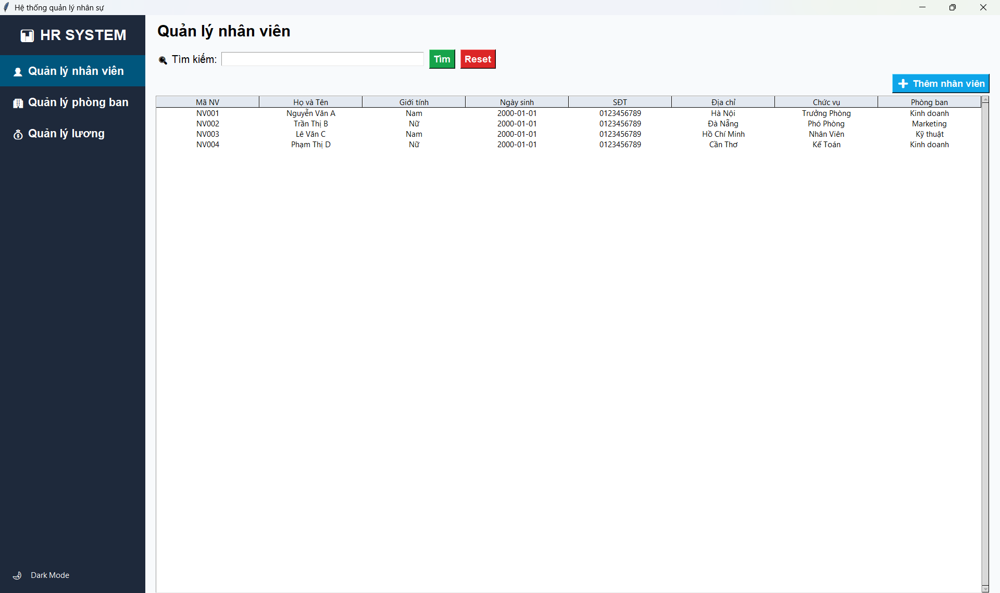 Hệ thống quản lý nhân sự
HR SYSTEM
Quản lý nhân viên
Quản lý phòng ban
Quản lý lương
Dark Mode
Quản lý nhân viên
Tìm kiếm: Tìm Reset
Thêm nhân viên
Mã NV Họ và Tên Giới tính Ngày sinh SĐT Địa chỉ Chức vụ Phòng ban
NV001 Nguyễn Văn A Nam 2000-01-01 0123456789 Hà Nội Trưởng Phòng Kinh doanh
NV002 Trần Thị B Nữ 2000-01-01 0123456789 Đà Nẵng Phó Phòng Marketing
NV003 Lê Văn C Nam 2000-01-01 0123456789 Hồ Chí Minh Nhân Viên Kỹ thuật
NV004 Phạm Thị D Nữ 2000-01-01 0123456789 Cần Thơ Kế Toán Kinh doanh